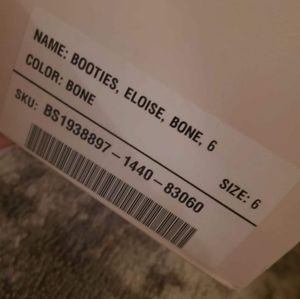 NAME: BOOTIES, ELOISE, BONE, 6
COLOR: BONE SIZE: 6
SKU: BS1938897-1440-83060